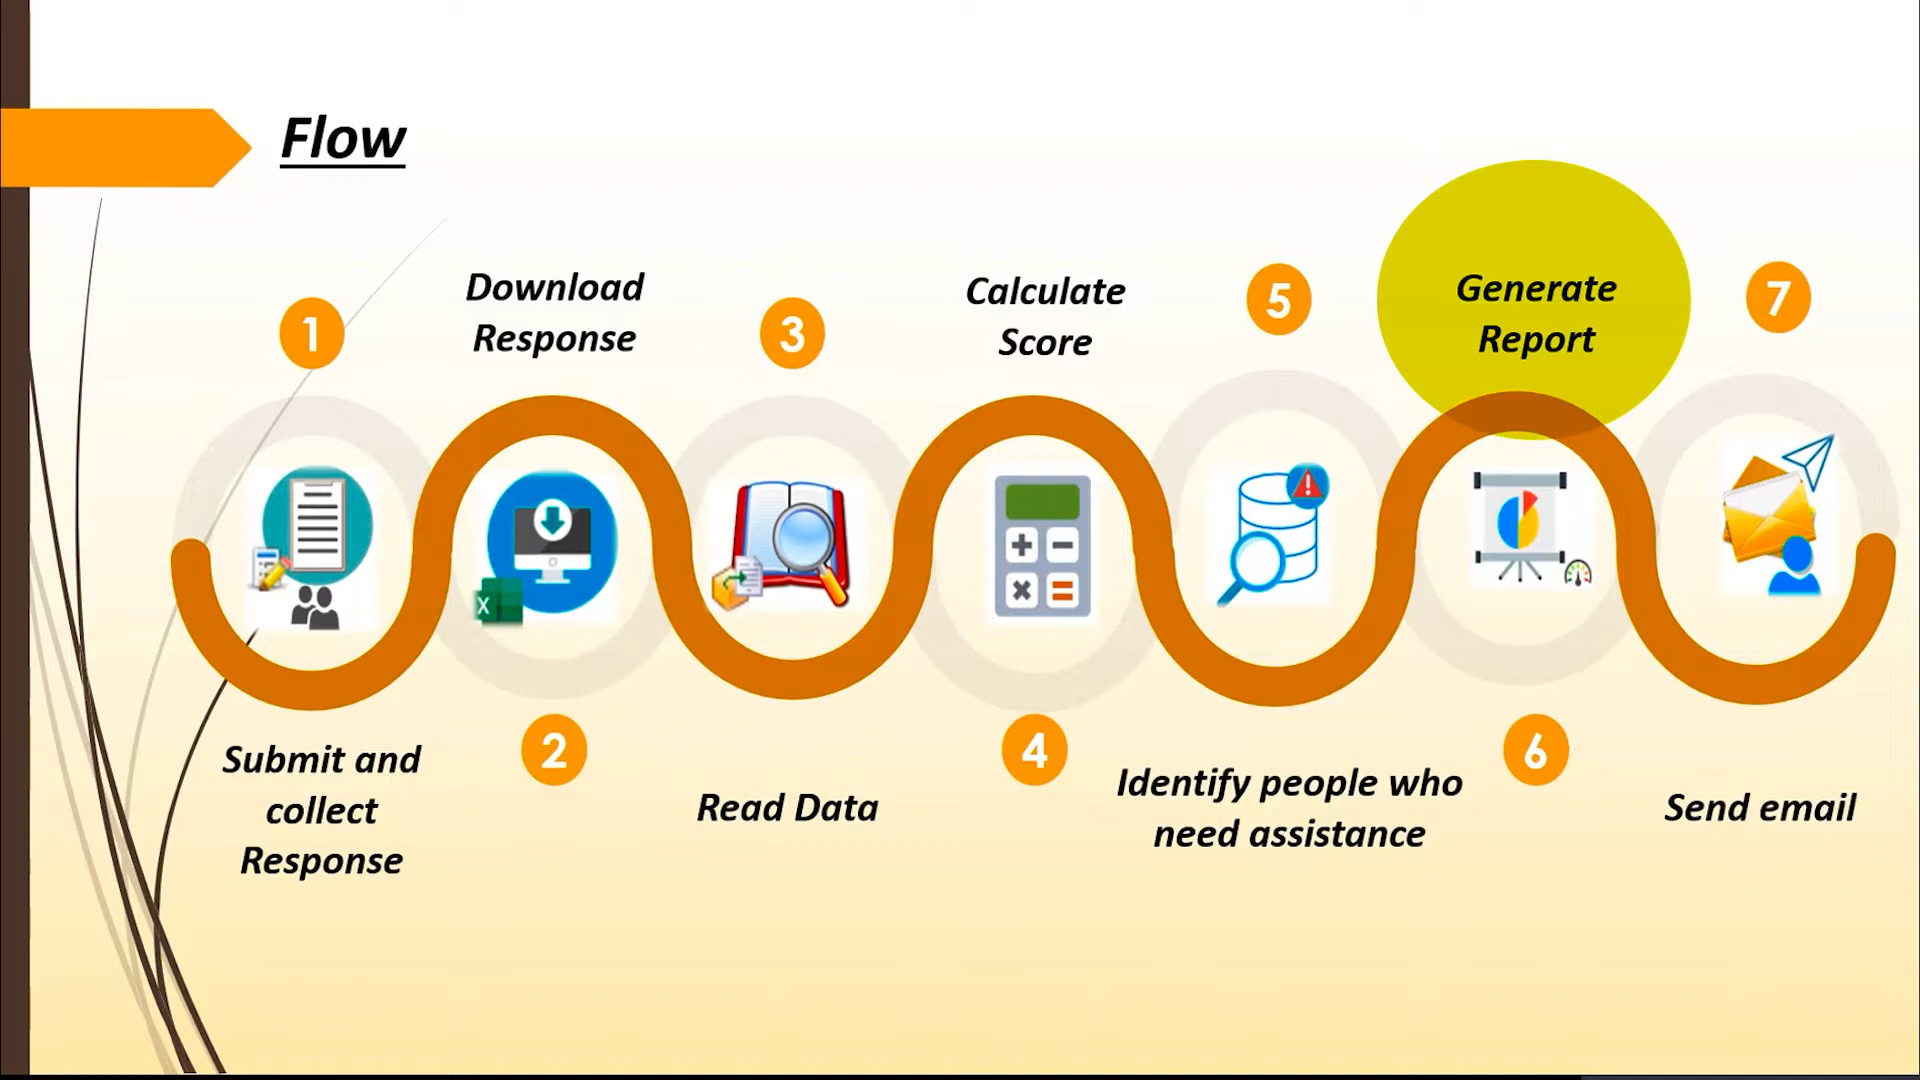 Flow
1
Submit and
collect
Response
Download
Response
2
3
Read Data
Calculate
Score
4
5
Identify people who
need assistance
Generate
Report
6
7
Send email
X